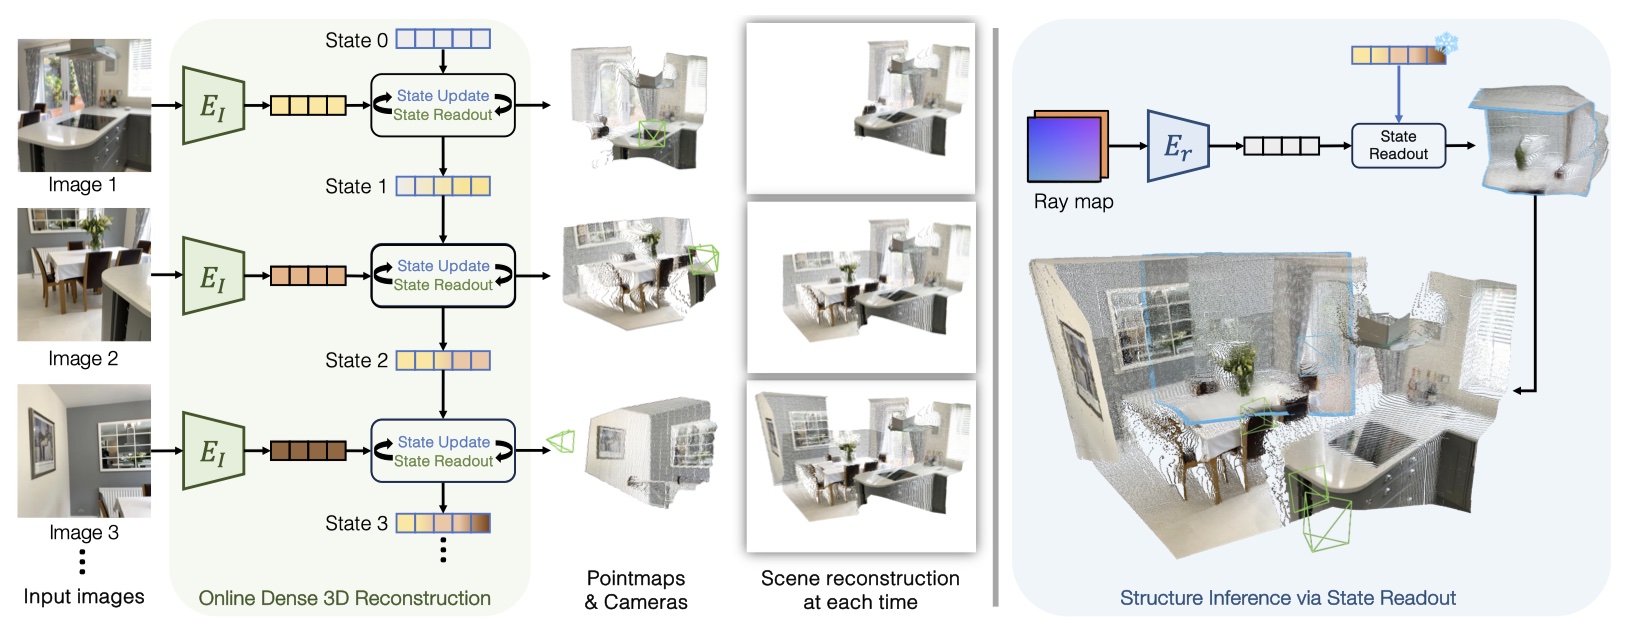 State 0
E_I
State Update
State Readout
Image 1
State 1
E_I
State Update
State Readout
Image 2
State 2
E_I
State Update
State Readout
Image 3
State 3
Input images
Online Dense 3D Reconstruction
Pointmaps
& Cameras
Scene reconstruction
at each time
Ray map
E_r
State
Readout
Structure Inference via State Readout